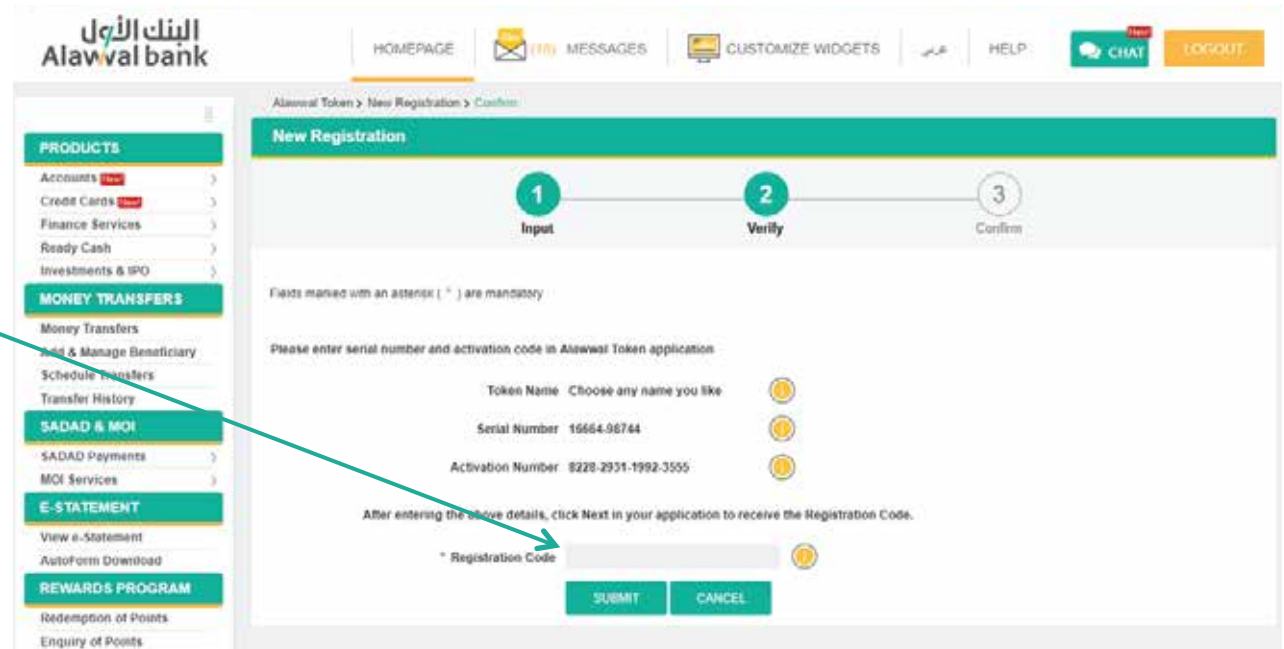 البنك الأول
Alawwal bank
HOMEPAGE
MESSAGES
CUSTOMIZE WIDGETS
عربي
HELP
New!
CHAT
LOGOUT
Alawwal Token > New Registration > Confirm
New Registration
PRODUCTS
Accounts New!
Credit Cards New!
Finance Services
Ready Cash
Investments & IPO
MONEY TRANSFERS
Money Transfers
Add & Manage Beneficiary
Schedule Transfers
Transfer History
SADAD & MOI
SADAD Payments
MOI Services
E-STATEMENT
View e-Statement
AutoForm Download
REWARDS PROGRAM
Redemption of Points
Enquiry of Points
1
2
3
Input
Verify
Confirm
Fields marked with an asterisk ( * ) are mandatory
Please enter serial number and activation code in Alawwal Token application
Token Name Choose any name you like
Serial Number 16664-98744
Activation Number 8228-2931-1992-3555
After entering the above details, click Next in your application to receive the Registration Code.
* Registration Code
SUBMIT
CANCEL